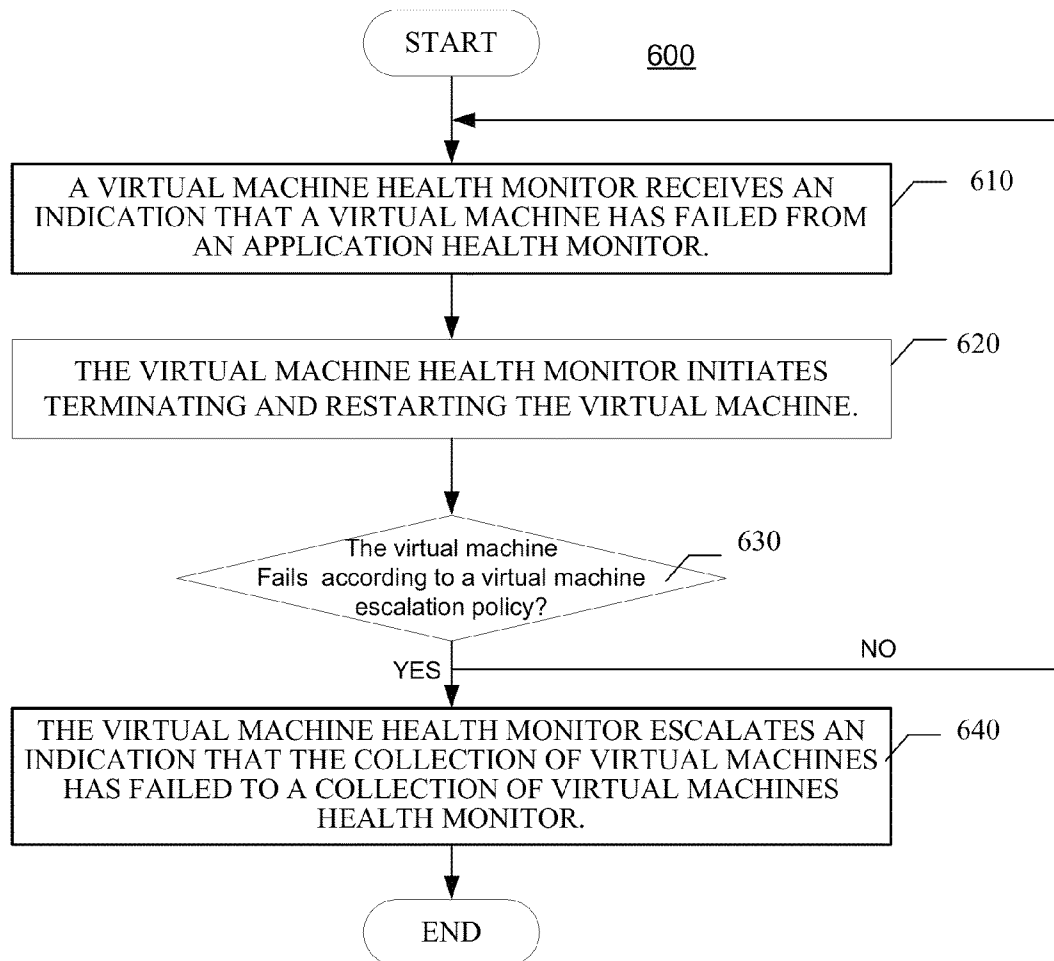 START
600
A VIRTUAL MACHINE HEALTH MONITOR RECEIVES AN
INDICATION THAT A VIRTUAL MACHINE HAS FAILED FROM
AN APPLICATION HEALTH MONITOR.
610
THE VIRTUAL MACHINE HEALTH MONITOR INITIATES
TERMINATING AND RESTARTING THE VIRTUAL MACHINE.
620
The virtual machine
Fails according to a virtual machine
escalation policy?
630
YES
NO
THE VIRTUAL MACHINE HEALTH MONITOR ESCALATES AN
INDICATION THAT THE COLLECTION OF VIRTUAL MACHINES
HAS FAILED TO A COLLECTION OF VIRTUAL MACHINES
HEALTH MONITOR.
640
END